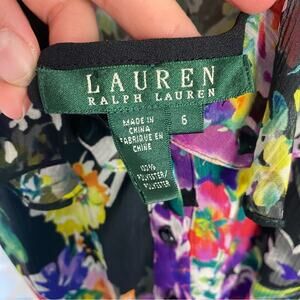 LAUREN
RALPH LAUREN
MADE IN
CHINA
FABRIQUE EN
CHINE
6
100%
POLYESTER/
POLYESTER